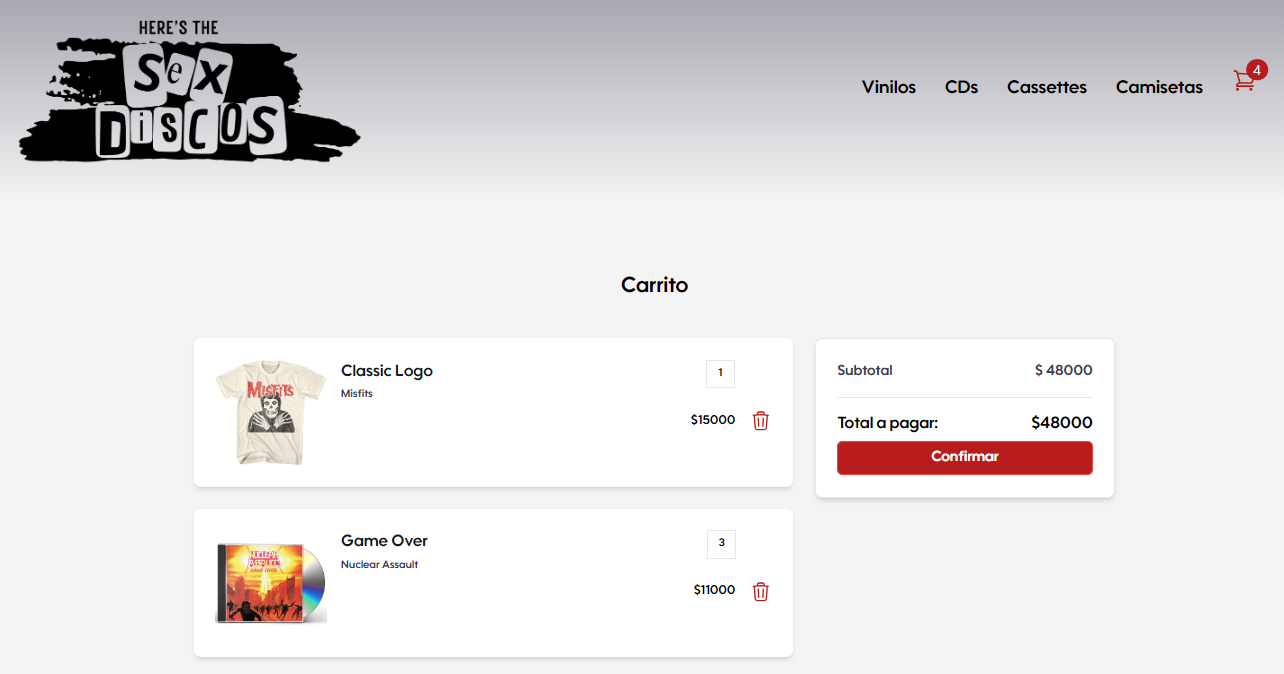 HERE'S THE
SeX
DiSCOS
Vinilos CDs Cassettes Camisetas 4
Carrito
MISFITS
Classic Logo 1
Misfits
$15000
Subtotal $ 48000
Total a pagar: $48000
Confirmar
NUCLEAR
ASSAULT
GAME OVER
Game Over 3
Nuclear Assault
$11000